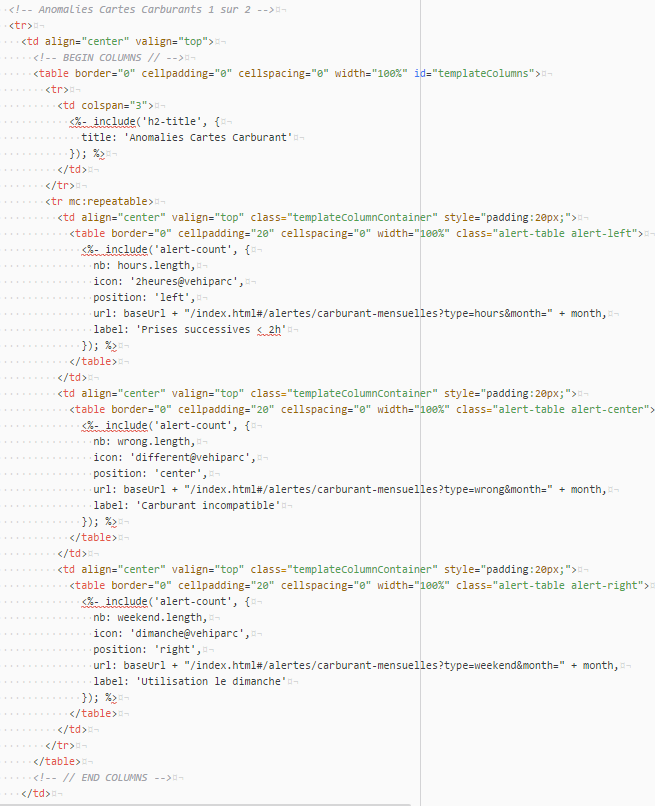 <!-- Anomalies Cartes Carburants 1 sur 2 -->
<tr>
<td align="center" valign="top">
<!-- BEGIN COLUMNS // -->
<table border="0" cellpadding="0" cellspacing="0" width="100%" id="templateColumns">
<tr>
<td colspan="3">
<%- include('h2-title', {
title: 'Anomalies Cartes Carburant'
}); %>
</td>
</tr>
<tr mc:repeatable>
<td align="center" valign="top" class="templateColumnContainer" style="padding:20px;">
<table border="0" cellpadding="20" cellspacing="0" width="100%" class="alert-table alert-left">
<%- include('alert-count', {
nb: hours.length,
icon: '2heures@vehiparc',
position: 'left',
url: baseUrl + "/index.html#/alertes/carburant-mensuelles?type=hours&month=" + month,
label: 'Prises successives < 2h'
}); %>
</table>
</td>
<td align="center" valign="top" class="templateColumnContainer" style="padding:20px;">
<table border="0" cellpadding="20" cellspacing="0" width="100%" class="alert-table alert-center">
<%- include('alert-count', {
nb: wrong.length,
icon: 'different@vehiparc',
position: 'center',
url: baseUrl + "/index.html#/alertes/carburant-mensuelles?type=wrong&month=" + month,
label: 'Carburant incompatible'
}); %>
</table>
</td>
<td align="center" valign="top" class="templateColumnContainer" style="padding:20px;">
<table border="0" cellpadding="20" cellspacing="0" width="100%" class="alert-table alert-right">
<%- include('alert-count', {
nb: weekend.length,
icon: 'dimanche@vehiparc',
position: 'right',
url: baseUrl + "/index.html#/alertes/carburant-mensuelles?type=weekend&month=" + month,
label: 'Utilisation le dimanche'
}); %>
</table>
</td>
</tr>
</table>
<!-- // END COLUMNS -->
</td>